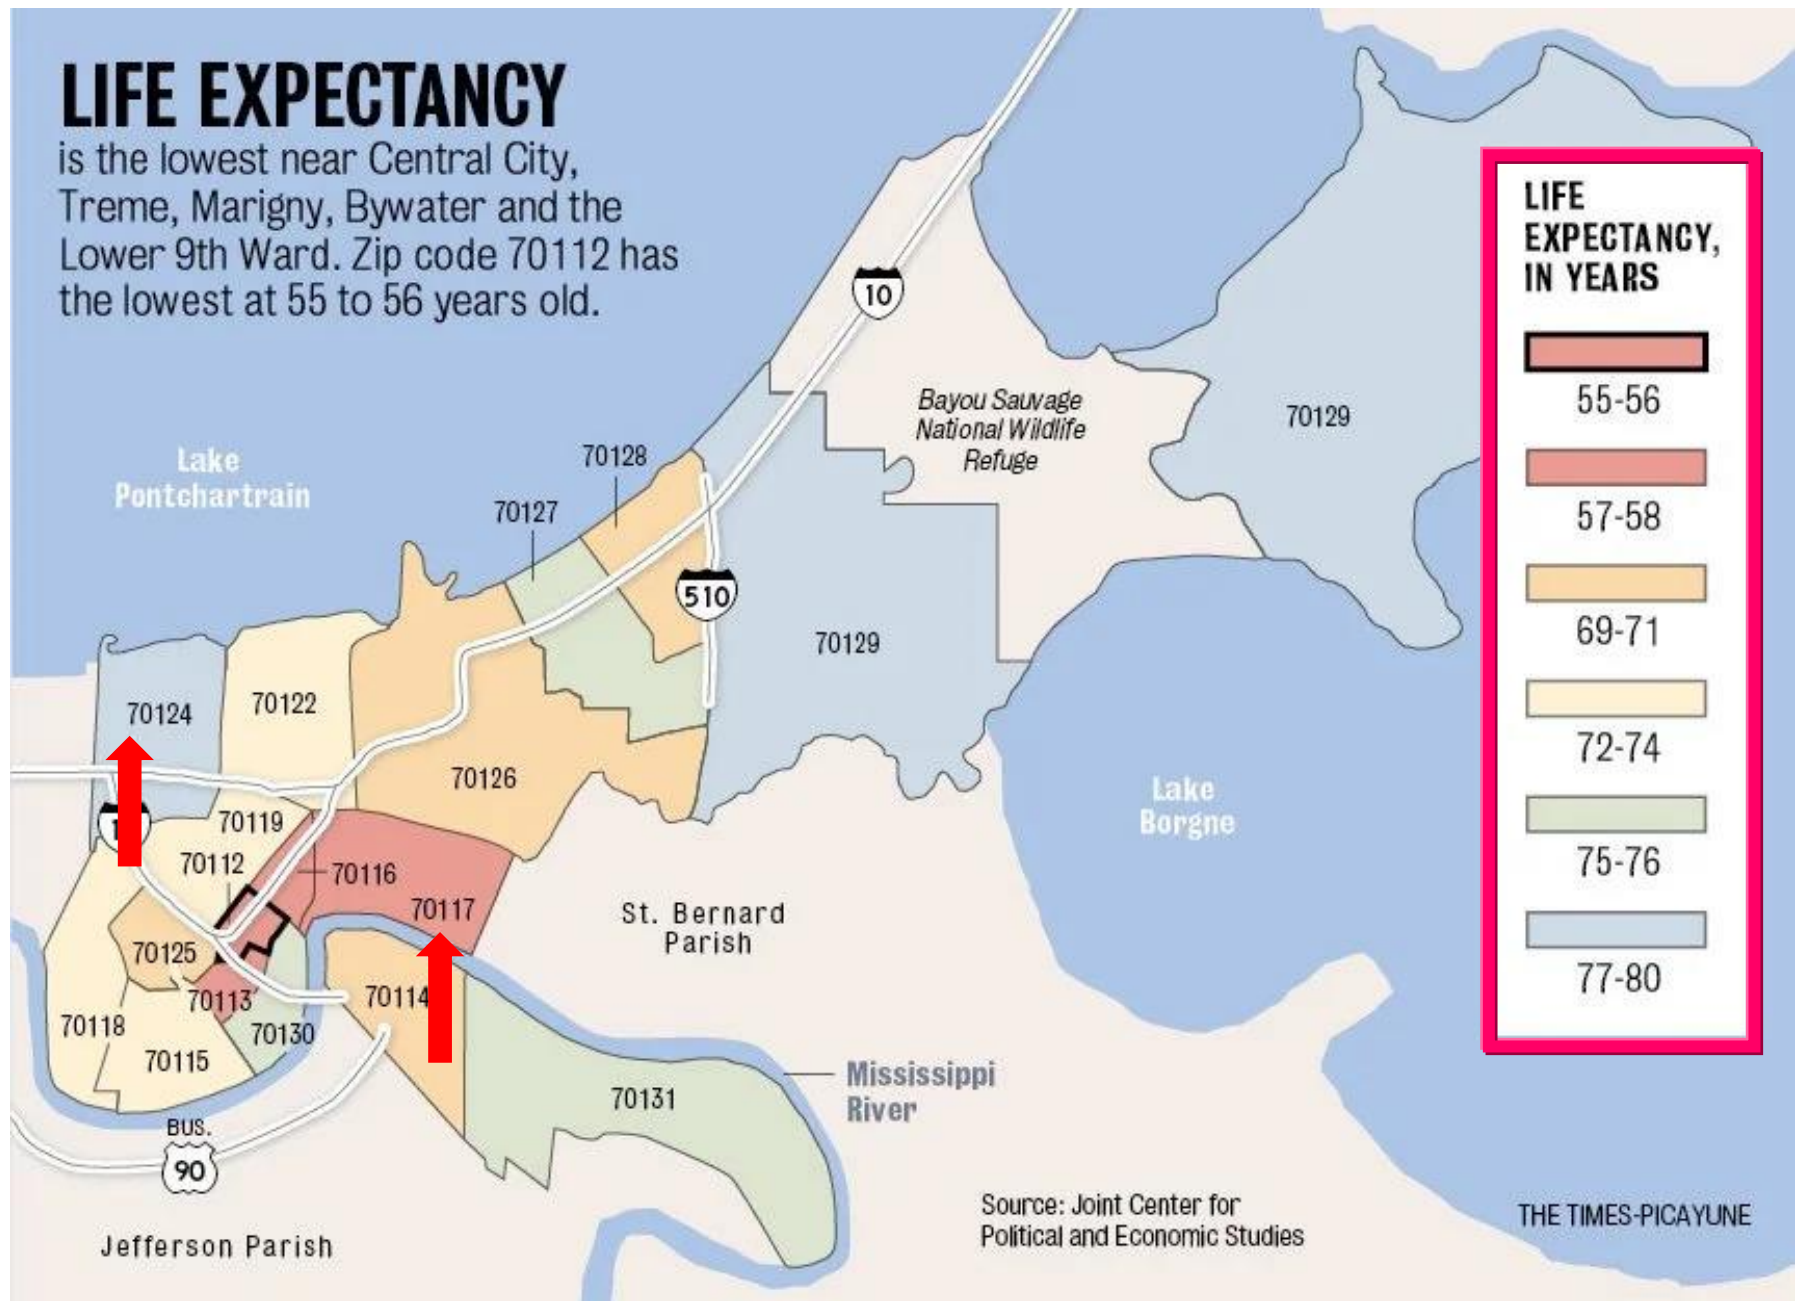 LIFE EXPECTANCY
is the lowest near Central City,
Treme, Marigny, Bywater and the
Lower 9th Ward. Zip code 70112 has
the lowest at 55 to 56 years old.
LIFE
EXPECTANCY,
IN YEARS
55-56
57-58
69-71
72-74
75-76
77-80
10
Bayou Sauvage
National Wildlife
Refuge
70129
Lake
Pontchartrain
70128
70127
510
70129
70124
70122
70126
Lake
Borgne
70119
70112
70116
70117
St. Bernard
Parish
70125
70113
70114
70118
70130
70115
70131
Mississippi
River
BUS.
90
Jefferson Parish
Source: Joint Center for
Political and Economic Studies
THE TIMES-PICAYUNE